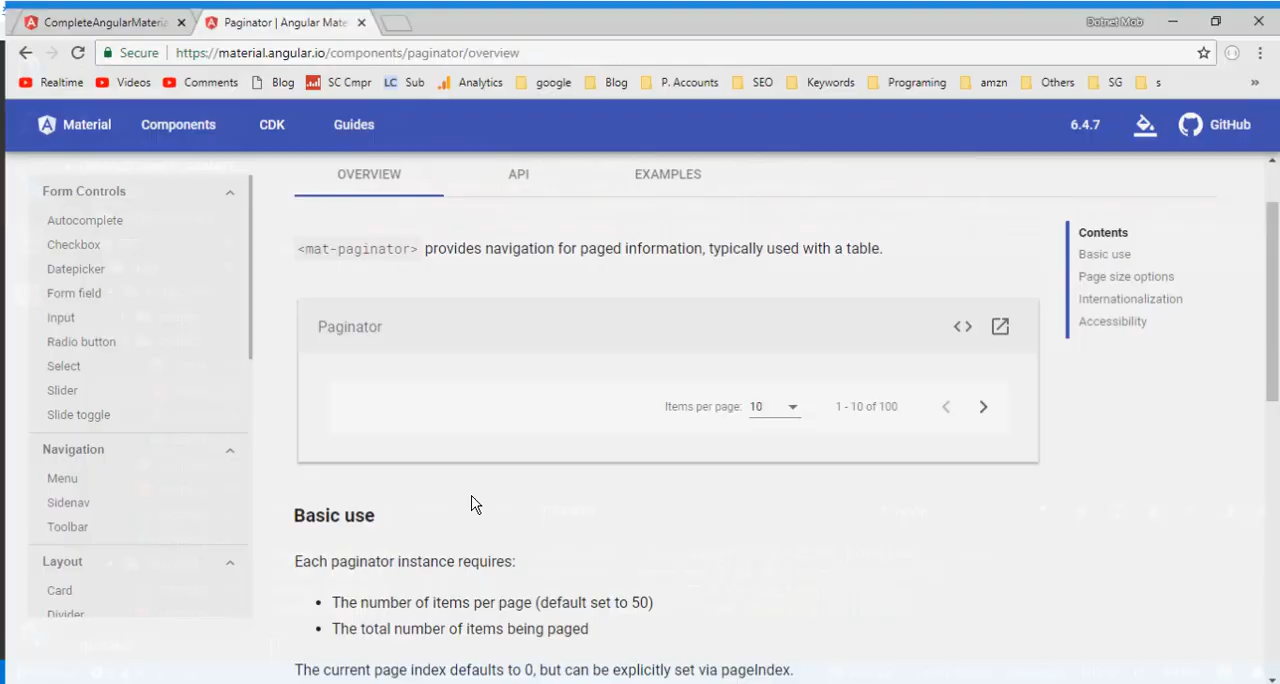 CompleteAngularMateria
Paginator | Angular Mate
Dotnet Mob
Secure
https://material.angular.io/components/paginator/overview
Realtime Videos Comments Blog SC Cmpr LC Sub Analytics google Blog P. Accounts SEO Keywords Programing amzn Others SG s »
Material Components CDK Guides 6.4.7 GitHub
Form Controls
Autocomplete
Checkbox
Datepicker
Form field
Input
Radio button
Select
Slider
Slide toggle
Navigation
Menu
Sidenav
Toolbar
Layout
Card
Divider
OVERVIEW API EXAMPLES
<mat-paginator> provides navigation for paged information, typically used with a table.
Paginator
< >
Items per page: 10 1 - 10 of 100
Basic use
Each paginator instance requires:
• The number of items per page (default set to 50)
• The total number of items being paged
The current page index defaults to 0, but can be explicitly set via pageIndex.
Contents
Basic use
Page size options
Internationalization
Accessibility